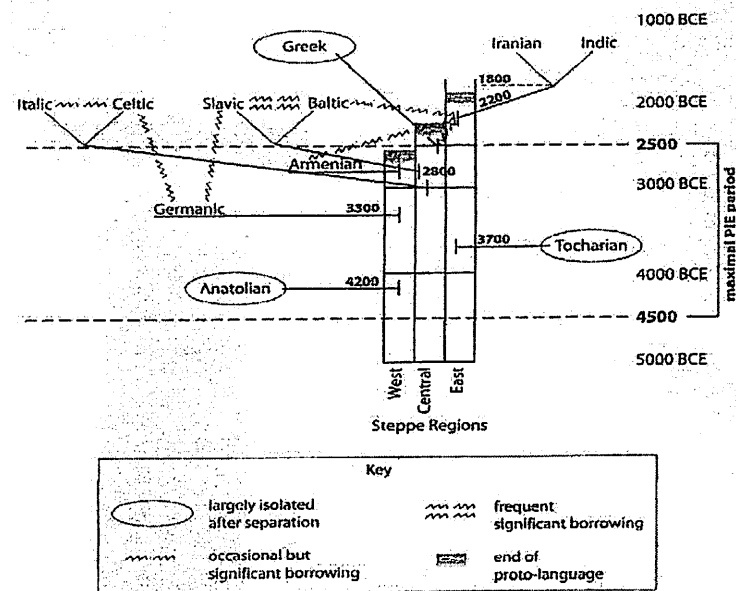 1000 BCE
Greek
Iranian Indic
1800
Italic Celtic Slavic Baltic
2200
2000 BCE
2500
Armenian
2800
3000 BCE
Germanic
3300
3700
Tocharian
4000 BCE
Anatolian
4200
4500
maximal PIE period
5000 BCE
West
Central
East
Steppe Regions
Key
largely isolated
after separation
frequent
significant borrowing
occasional but
significant borrowing
end of
proto-language